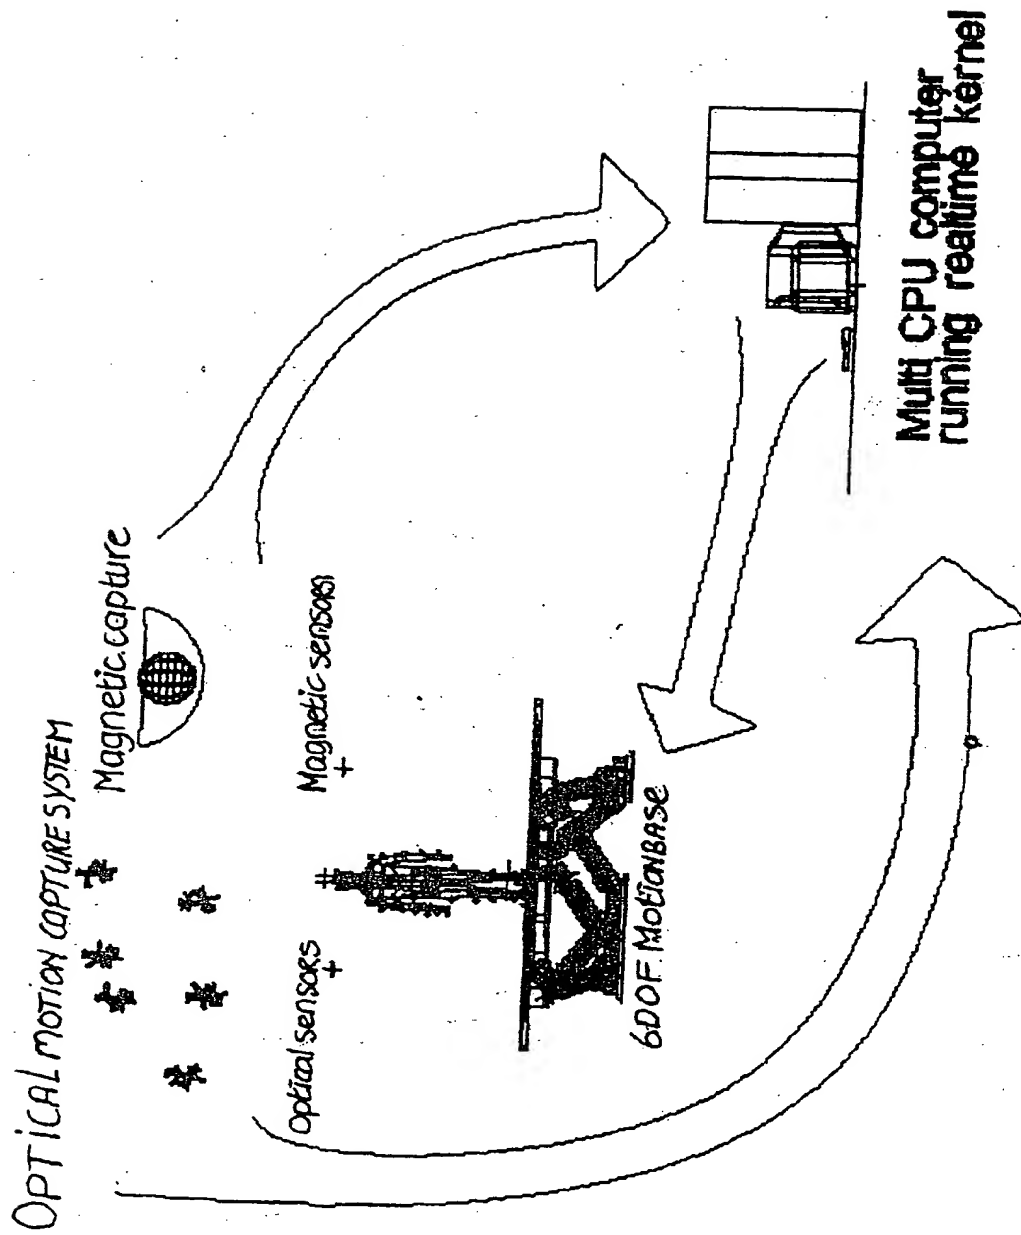 OPTICAL MOTION CAPTURE SYSTEM
Magnetic capture
Optical sensors
Magnetic sensors
6DOF MOTIONBASE
Multi CPU computer
running realtime kernel